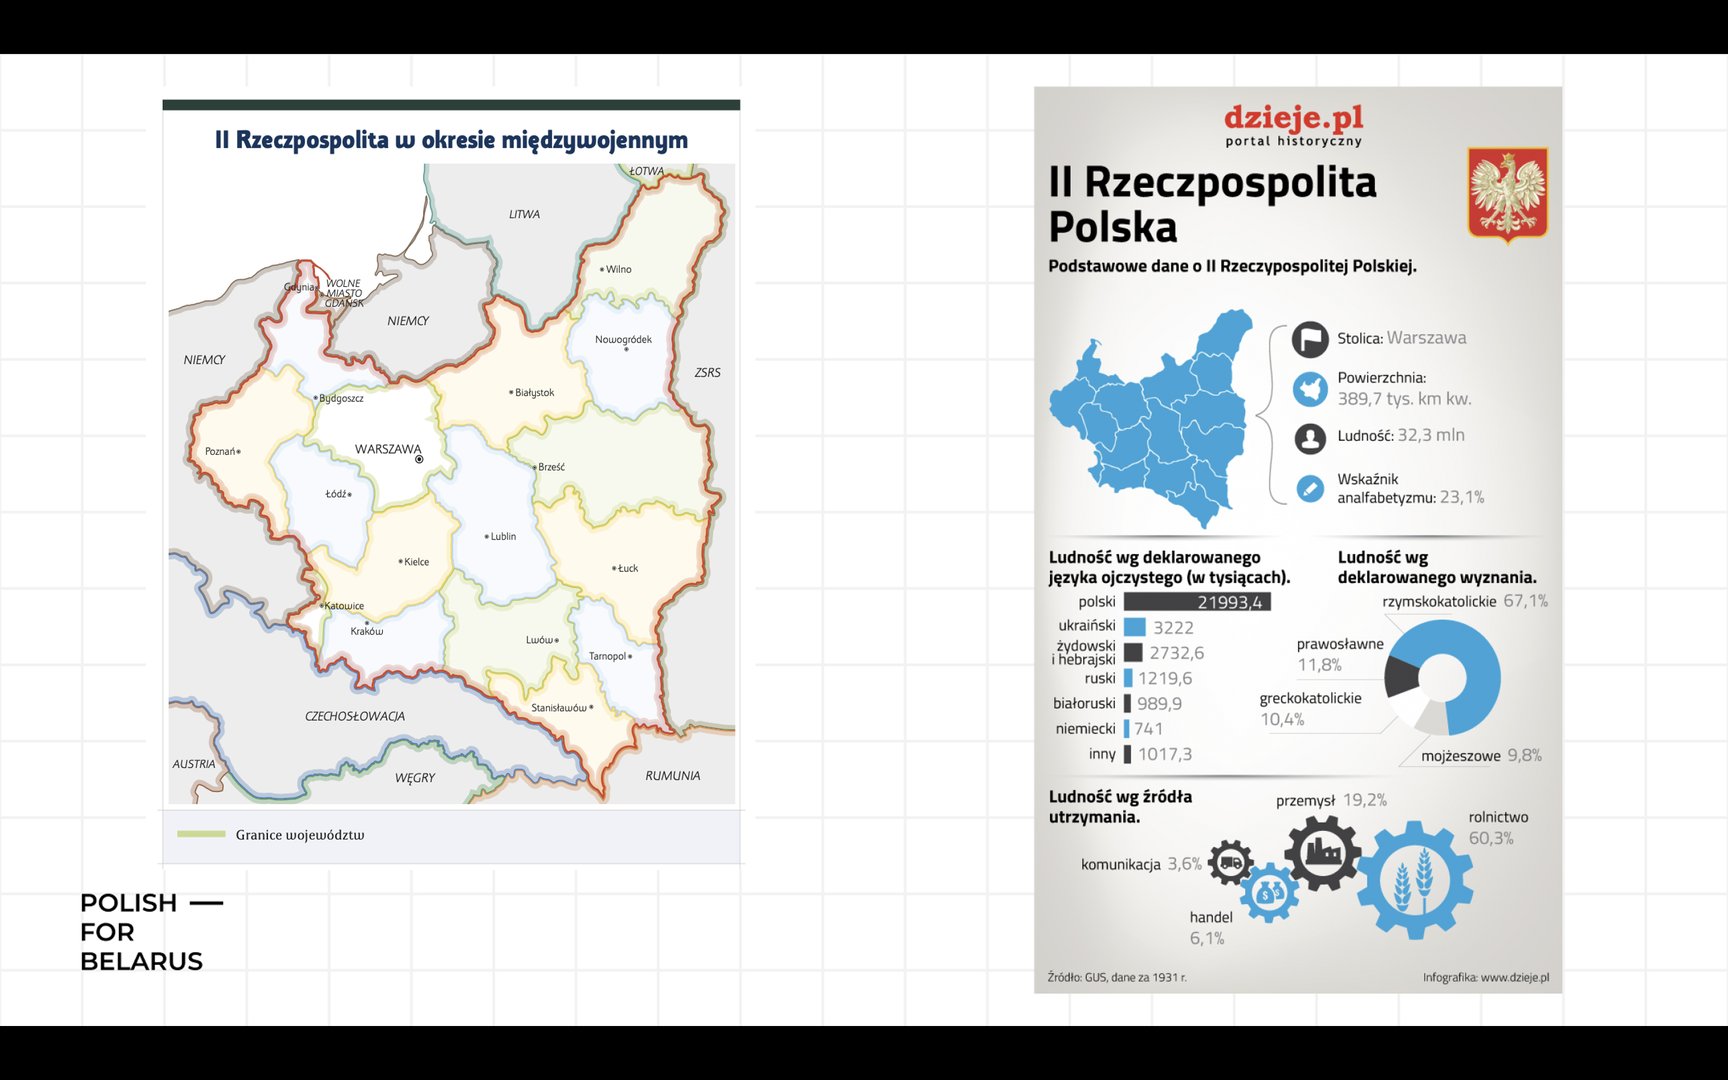 II Rzeczpospolita w okresie międzywojennym
ŁOTWA
LITWA
Wilno
Gdynia
WOLNE
MIASTO
GDAŃSK
NIEMCY
Nowogródek
NIEMCY
ZSRS
Białystok
Bydgoszcz
Poznań
WARSZAWA
Brześć
Łódź
Lublin
Kielce
Łuck
Katowice
Kraków
Lwów
Tarnopol
Stanisławów
CZECHOSŁOWACJA
AUSTRIA
WĘGRY
RUMUNIA
Granice województw
POLISH —
FOR
BELARUS
dzieje.pl
portal historyczny
II Rzeczpospolita
Polska
Podstawowe dane o II Rzeczypospolitej Polskiej.
Stolica: Warszawa
Powierzchnia:
389,7 tys. km kw.
Ludność: 32,3 mln
Wskaźnik
analfabetyzmu: 23,1%
Ludność wg deklarowanego
języka ojczystego (w tysiącach).
polski 21993,4
ukraiński 3222
żydowski
i hebrajski 2732,6
ruski 1219,6
białoruski 989,9
niemiecki 741
inny 1017,3
Ludność wg
deklarowanego wyznania.
rzymskokatolickie 67,1%
prawosławne
11,8%
greckokatolickie
10,4%
mojżeszowe 9,8%
Ludność wg źródła
utrzymania.
przemysł 19,2%
rolnictwo
60,3%
komunikacja 3,6%
handel
6,1%
Źródło: GUS, dane za 1931 r.
Infografika: www.dzieje.pl